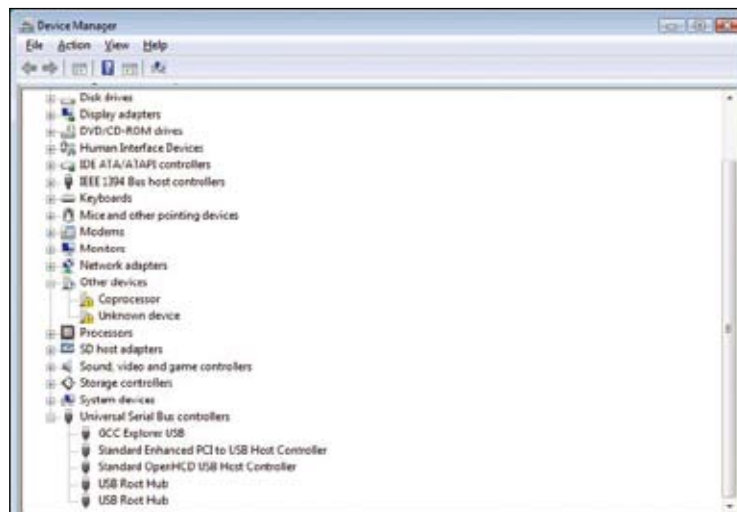 Device Manager
File Action View Help
Disk drives
Display adapters
DVD/CD-ROM drives
Human Interface Devices
IDE ATA/ATAPI controllers
IEEE 1394 Bus host controllers
Keyboards
Mice and other pointing devices
Modems
Monitors
Network adapters
Other devices
Coprocessor
Unknown device
Processors
SD host adapters
Sound, video and game controllers
Storage controllers
System devices
Universal Serial Bus controllers
GCC Explorer USB
Standard Enhanced PCI to USB Host Controller
Standard OpenHCD USB Host Controller
USB Root Hub
USB Root Hub